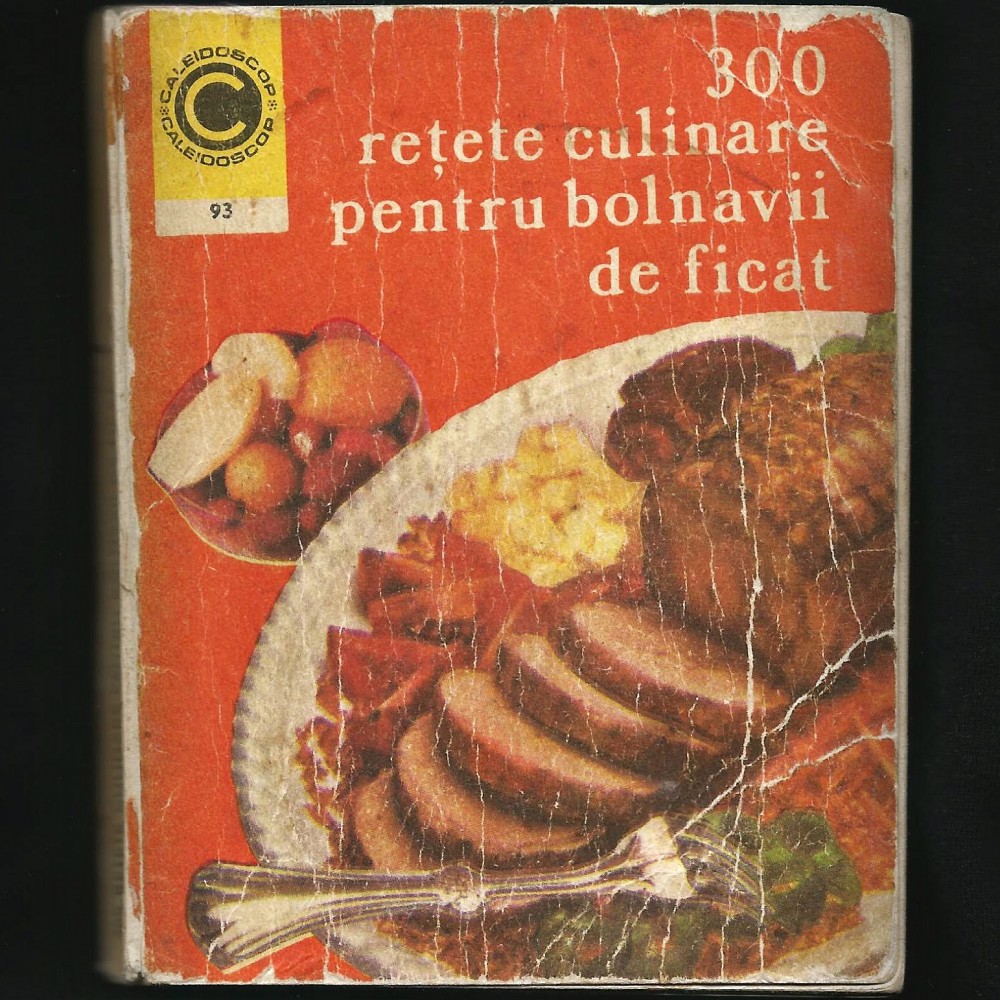 CALEIDOSCOP
C
CALEIDOSCOP
93
300
rețete culinare
pentru bolnavii
de ficat